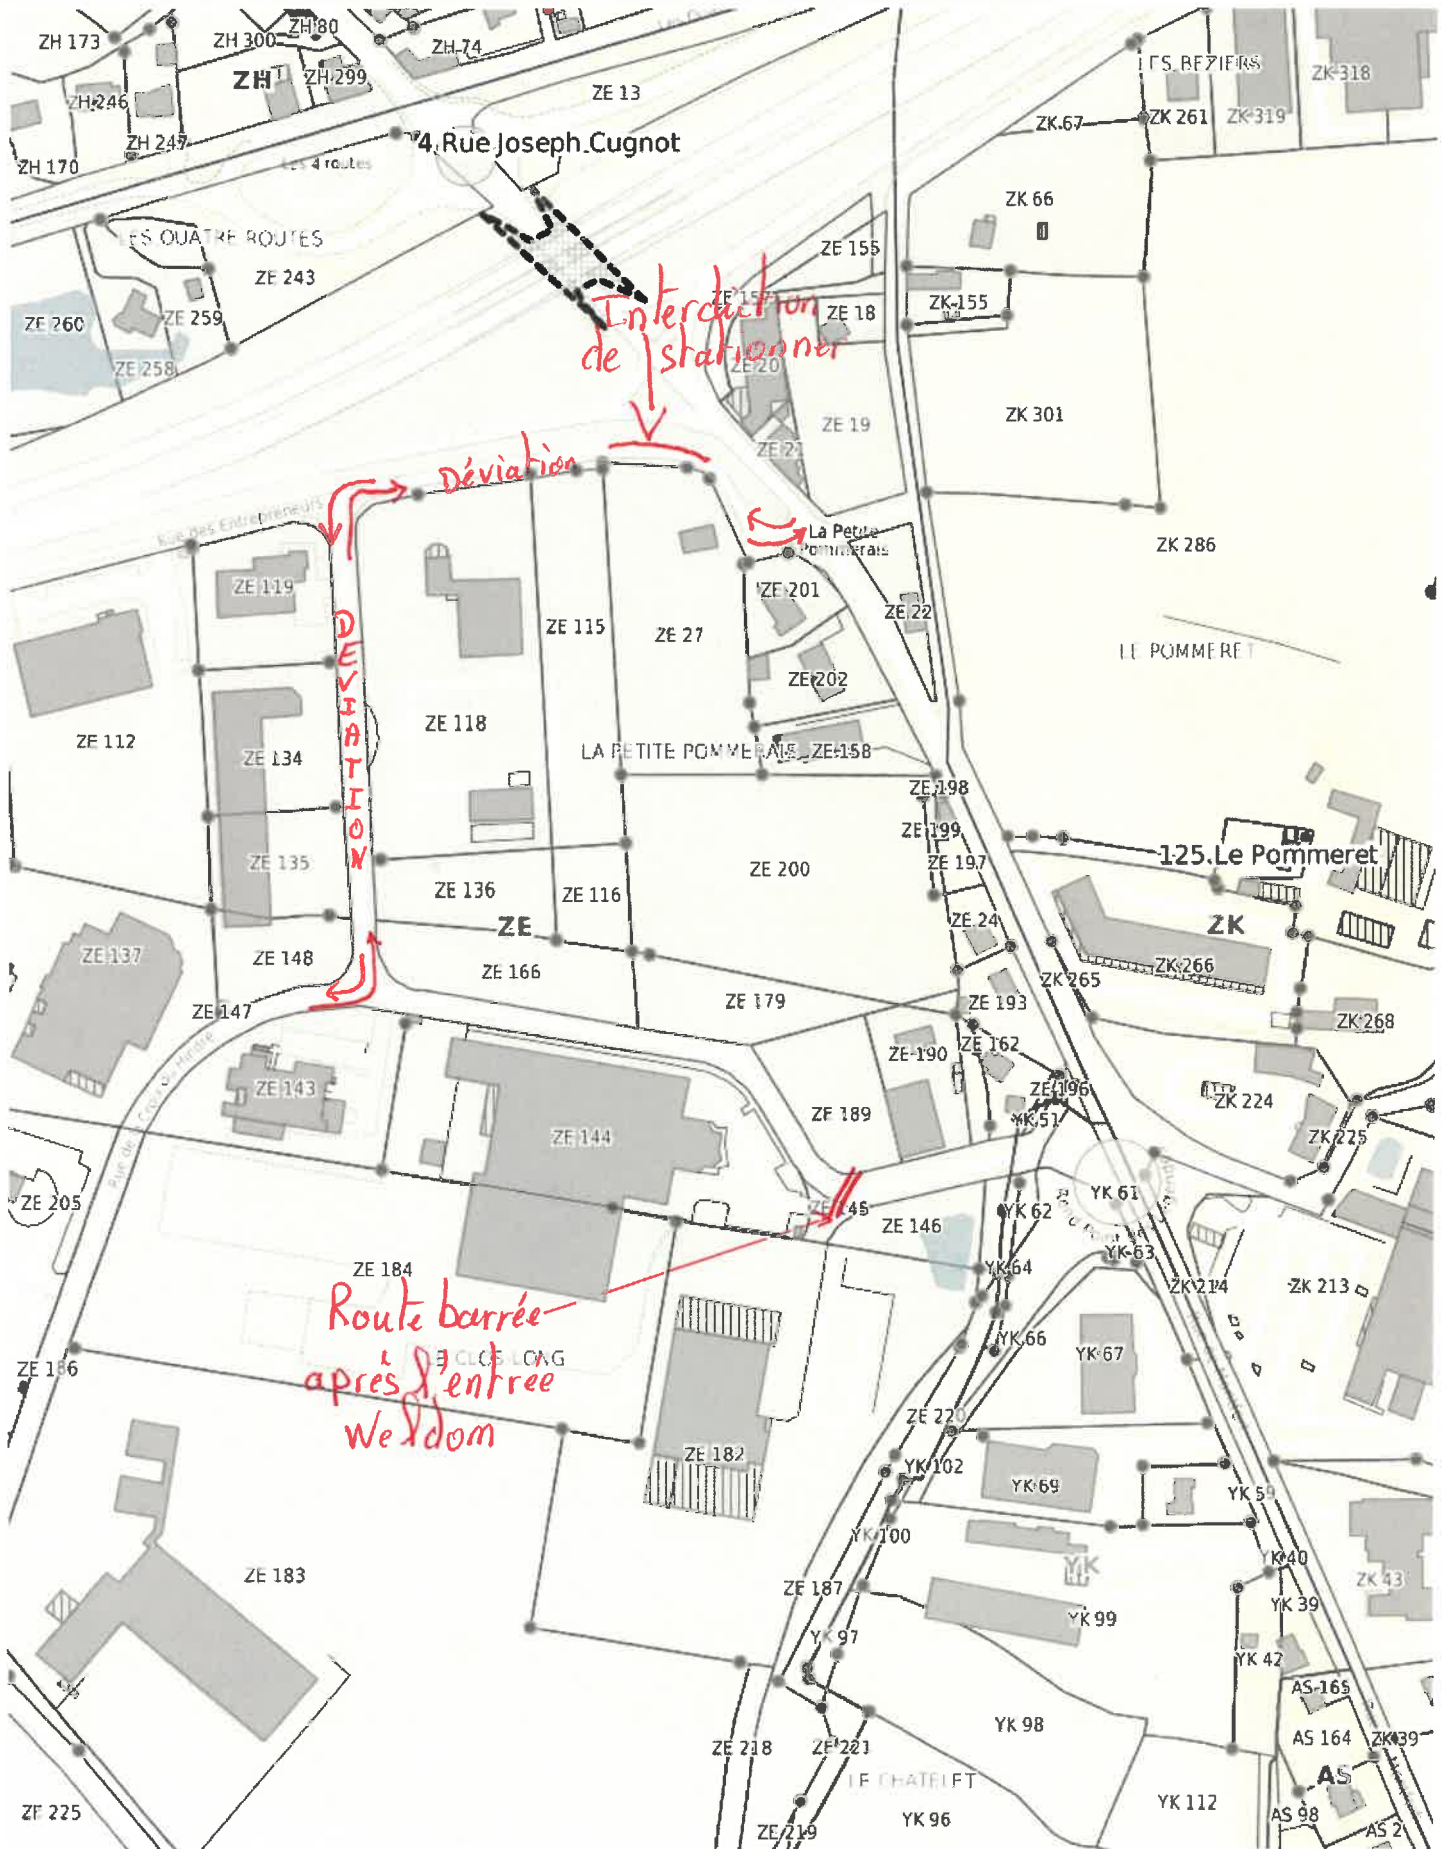 ZH 173
ZH 300
ZH 80
ZH 74
ZH
ZH 299
ZH 246
ZE 13
LES BEZIERS
ZK 318
ZK 67
ZK 261
ZK 319
ZH 247
4 Rue Joseph Cugnot
ZH 170
Les 4 routes
ZK 66
LES QUATRE ROUTES
ZE 155
ZE 243
ZE 157
Interdiction
de stationner
ZE 18
ZK 155
ZE 260
ZE 259
ZE 258
ZE 20
ZK 301
ZE 19
ZE 21
Déviation
Rue des Entrepreneurs
La Petite
Pommerais
ZK 286
ZE 119
ZE 201
ZE 22
ZE 115
ZE 27
LE POMMERET
DEVIATION
ZE 202
ZE 118
ZE 112
ZE 134
LA PETITE POMMERAIS
ZE 158
ZE 198
ZE 199
125 Le Pommeret
ZE 135
ZE 197
ZE 200
ZE 136
ZE 116
ZE
ZE 24
ZK
ZE 137
ZE 148
ZE 166
ZK 266
ZK 265
ZE 179
ZE 193
ZE 147
ZK 268
ZE 190
ZE 162
ZE 143
ZE 196
ZK 224
YK 51
ZE 189
ZE 144
ZK 225
ZE 205
YK 61
ZE 145
YK 62
ZE 146
YK 63
ZE 184
YK 64
ZK 214
ZK 213
Route barrée
après l'entrée
Weldom
YK 66
YK 67
LE CLOS LONG
ZE 186
ZE 220
ZE 182
YK 102
YK 69
YK 59
YK 100
YK
YK 40
ZE 183
ZE 187
ZK 43
YK 39
YK 99
YK 97
YK 42
AS 165
YK 98
AS 164
ZK 39
ZE 218
ZE 221
LE CHATELET
AS
ZE 225
YK 112
YK 96
AS 98
ZE 219
AS 2